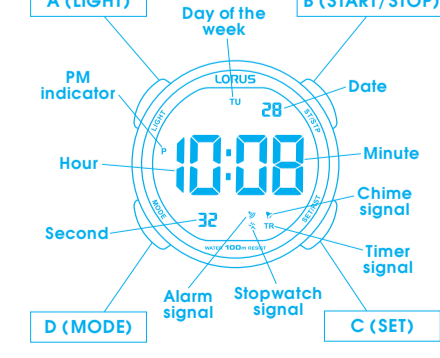 A (LIGHT)
B (START/STOP)
Day of the
week
PM
indicator
Date
LORUS
TU
28
LIGHT
ST/STP
P
10:08
Hour
Minute
Chime
signal
MODE
SET/RST
Second
32
TR
WATER 100m RESIST
Timer
signal
Alarm
signal
Stopwatch
signal
D (MODE)
C (SET)